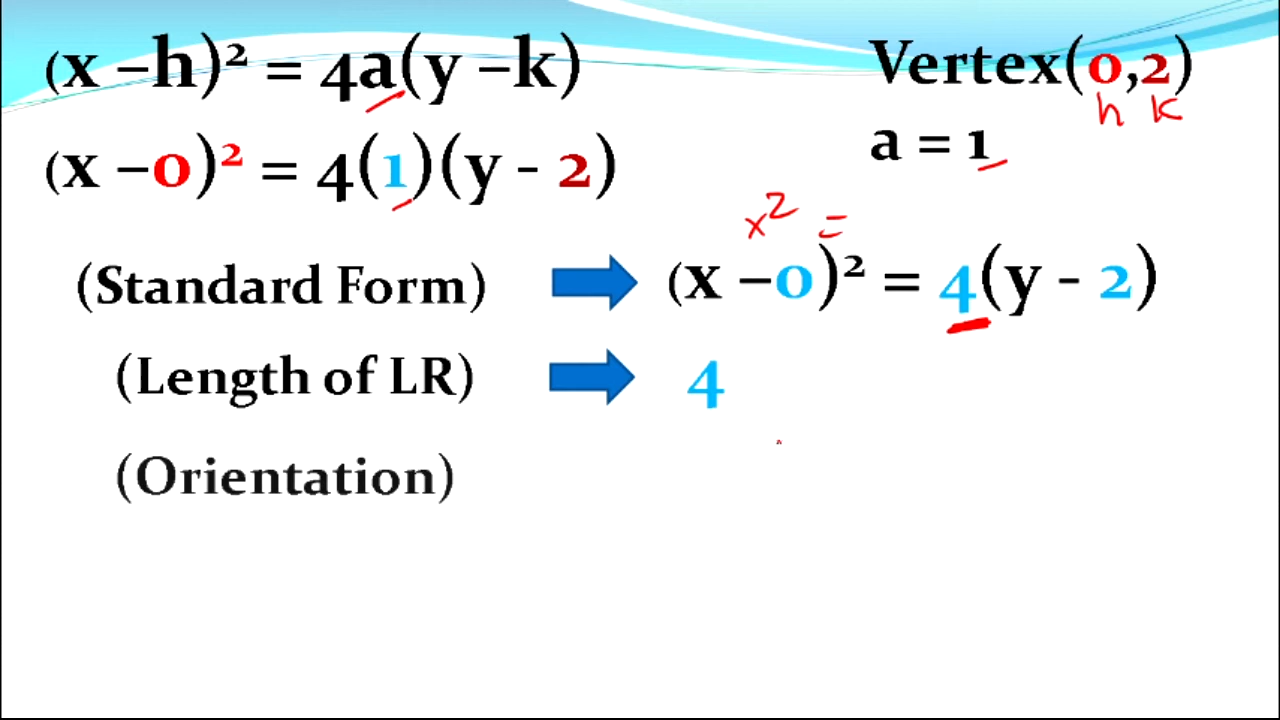 (x –h)² = 4a(y –k)
Vertex(0,2)
h k
a = 1
(x –0)² = 4(1)(y - 2)
x² =
(Standard Form) (x –0)² = 4(y - 2)
(Length of LR) 4
(Orientation)